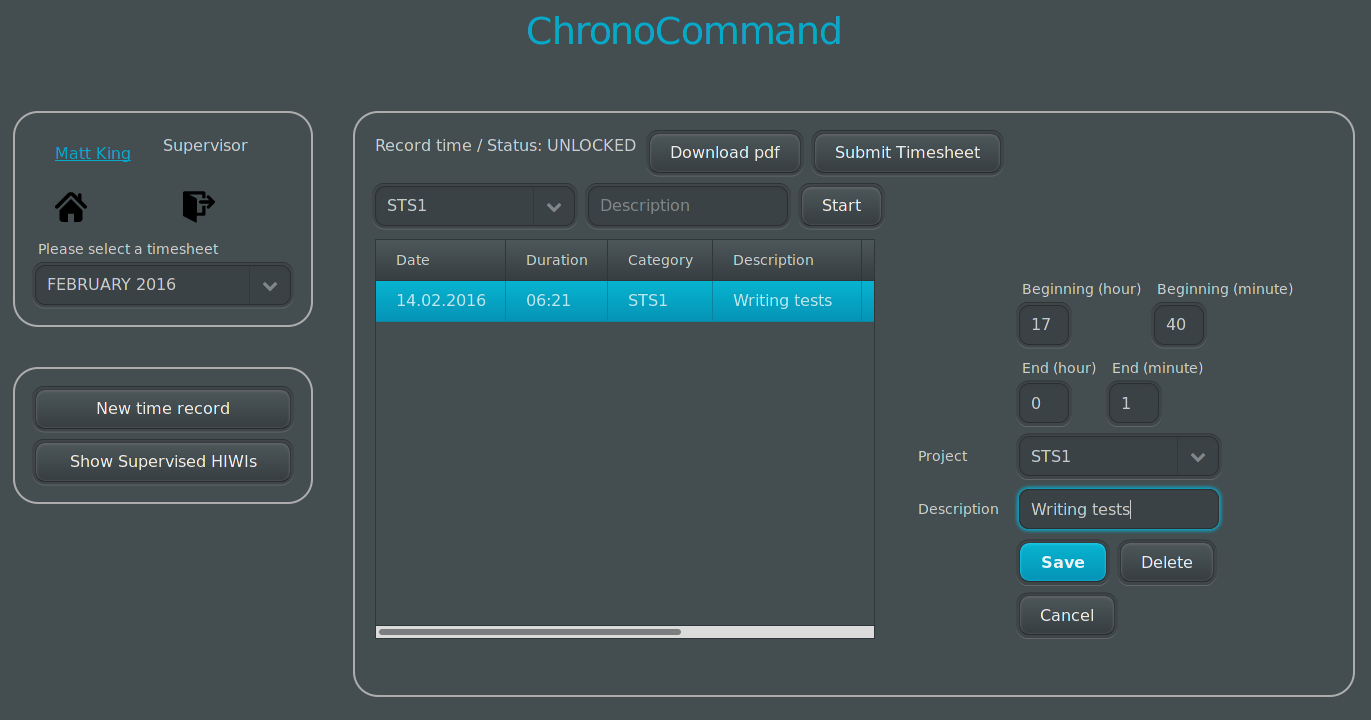 ChronoCommand
Matt King
Supervisor
Please select a timesheet
FEBRUARY 2016
New time record
Show Supervised HIWIs
Record time / Status: UNLOCKED
Download pdf
Submit Timesheet
STS1
Description
Start
Date Duration Category Description
14.02.2016 06:21 STS1 Writing tests
Beginning (hour) Beginning (minute)
17 40
End (hour) End (minute)
0 1
Project STS1
Description Writing tests
Save Delete
Cancel